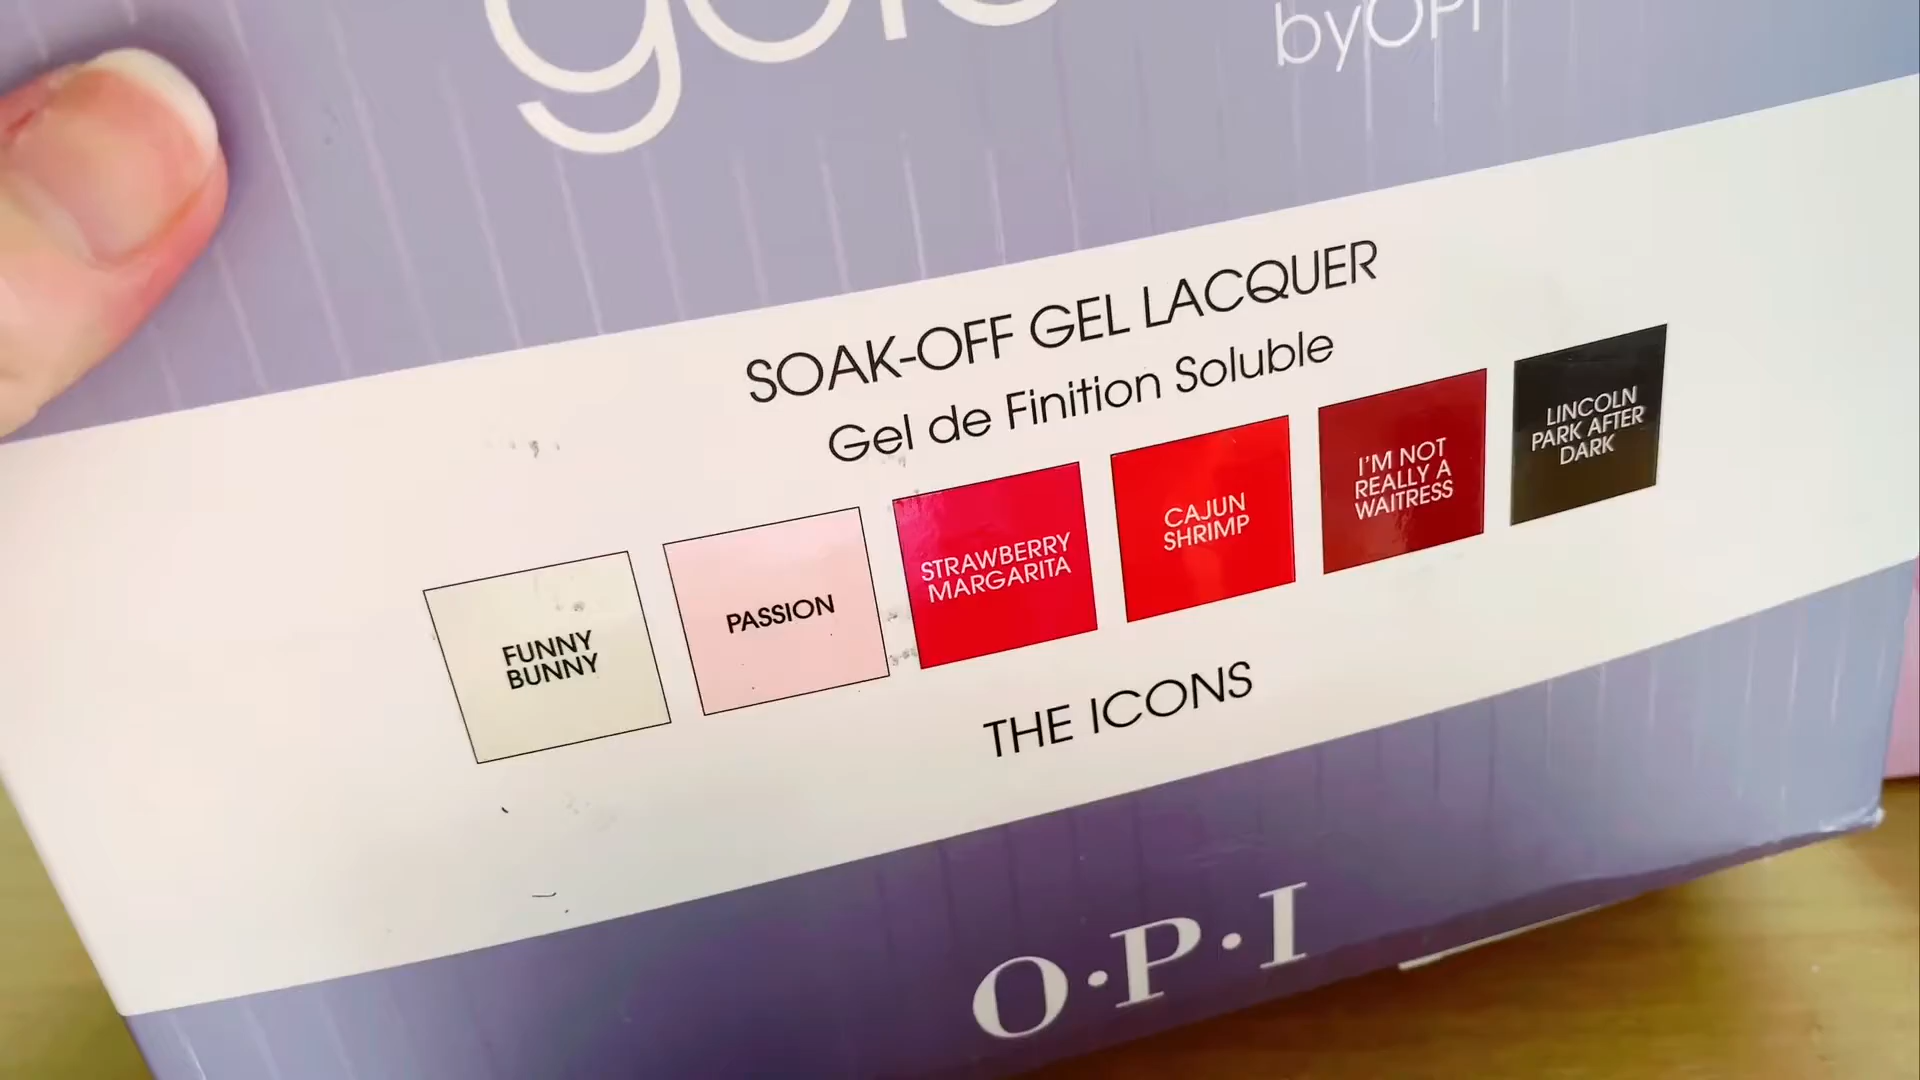 byOPI
SOAK-OFF GEL LACQUER
Gel de Finition Soluble
FUNNY
BUNNY
PASSION
STRAWBERRY
MARGARITA
CAJUN
SHRIMP
I'M NOT
REALLY A
WAITRESS
LINCOLN
PARK AFTER
DARK
THE ICONS
O·P·I